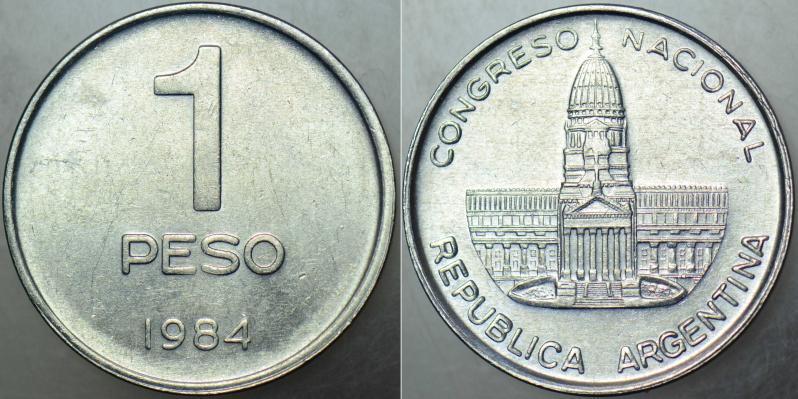 1
PESO
1984
CONGRESO NACIONAL
REPUBLICA ARGENTINA